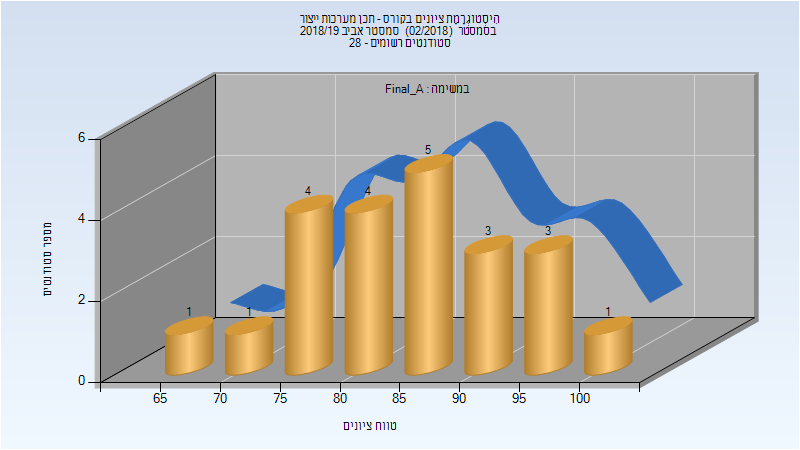 היסטוגרמת ציונים בקורס - תכן מערכות ייצור
בסמסטר (02/2018) סמסטר אביב 2018/19
סטודנטים רשומים - 28
במשימה : Final_A
מספר סטודנטים
6
4
2
0
1
1
4
4
5
3
3
1
65 70 75 80 85 90 95 100
טווח ציונים